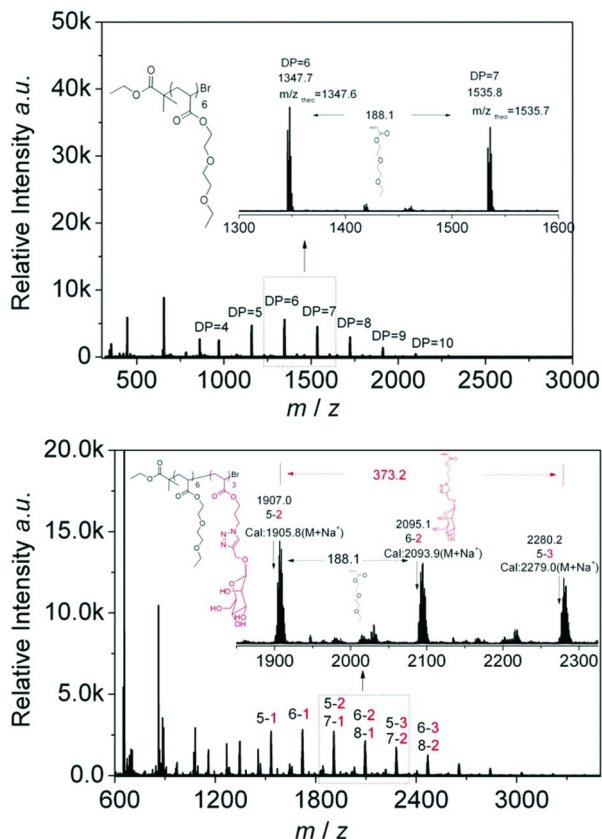 Relative Intensity a.u.
50k
40k
30k
20k
10k
0
500
1000
1500
2000
2500
3000
m / z
O
O
Br
6
O
O
O
O
DP=6
1347.7
m/z theo=1347.6
188.1
DP=7
1535.8
m/z theo=1535.7
1300
1400
1500
1600
DP=4
DP=5
DP=6
DP=7
DP=8
DP=9
DP=10
Relative Intensity a.u.
20.0k
15.0k
10.0k
5.0k
0.0
600
1200
1800
2400
3000
m / z
Br
6
3
373.2
1907.0
5-2
Cal:1905.8(M+Na⁺)
188.1
2095.1
6-2
Cal:2093.9(M+Na⁺)
2280.2
5-3
Cal:2279.0(M+Na⁺)
1900
2000
2100
2200
2300
5-1
6-1
5-2
7-1
6-2
8-1
5-3
7-2
6-3
8-2